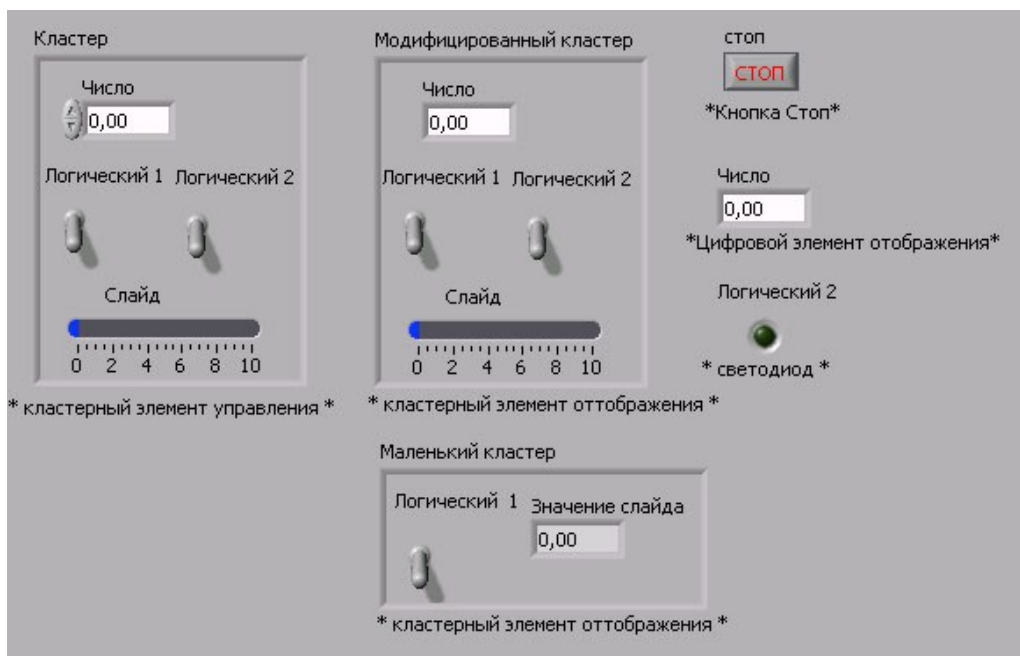 Кластер
Число
0,00
Логический 1 Логический 2
Слайд
0 2 4 6 8 10
* кластерный элемент управления *
Модифицированный кластер
Число
0,00
Логический 1 Логический 2
Слайд
0 2 4 6 8 10
* кластерный элемент оттображения *
стоп
СТОП
*Кнопка Стоп*
Число
0,00
*Цифровой элемент отображения*
Логический 2
* светодиод *
Маленький кластер
Логический 1 Значение слайда
0,00
* кластерный элемент оттображения *